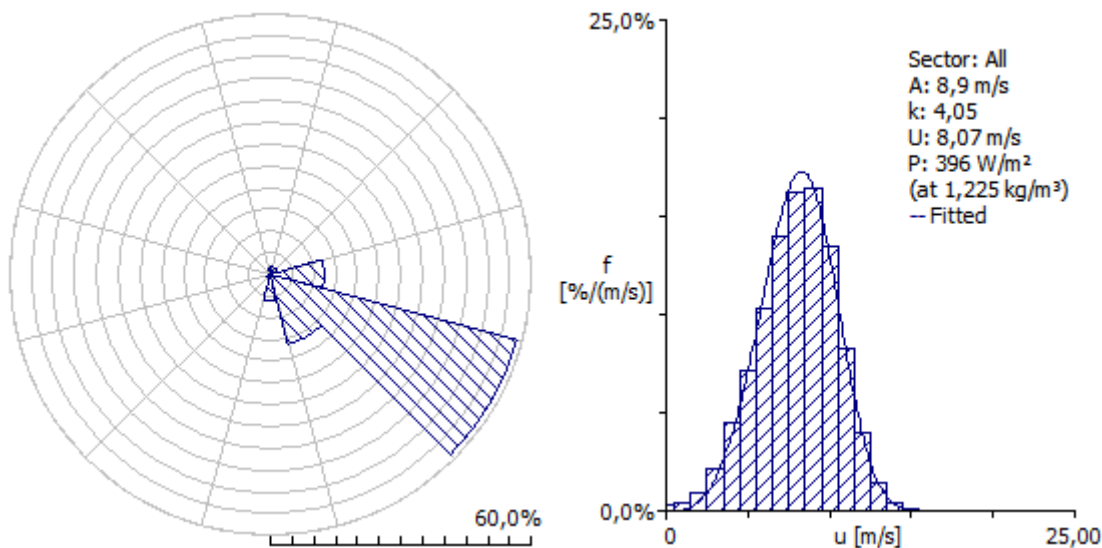 60,0%
25,0%
f
[%/(m/s)]
0,0%
0
u [m/s]
25,00
Sector: All
A: 8,9 m/s
k: 4,05
U: 8,07 m/s
P: 396 W/m²
(at 1,225 kg/m³)
-- Fitted